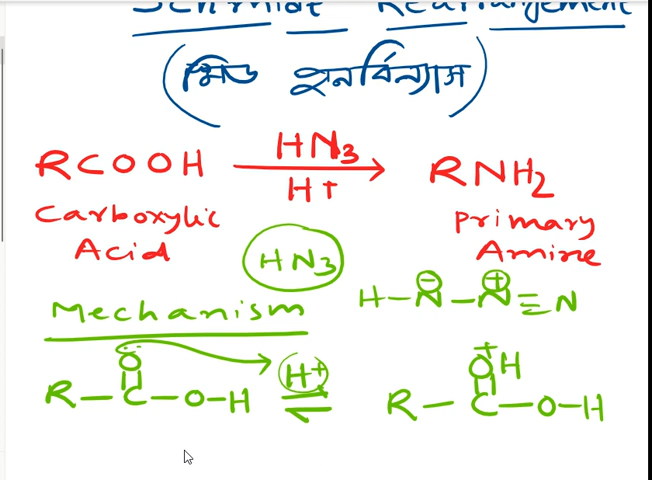 Schmidt Rearrangement
(স্মিড পুনর্বিন্যাস)
RCOOH HN3 H+ RNH2
Carboxylic Acid Primary Amine
HN3
H-N-N≡N
- +
Mechanism
O H+ +OH
R-C-O-H ⇌ R-C-O-H